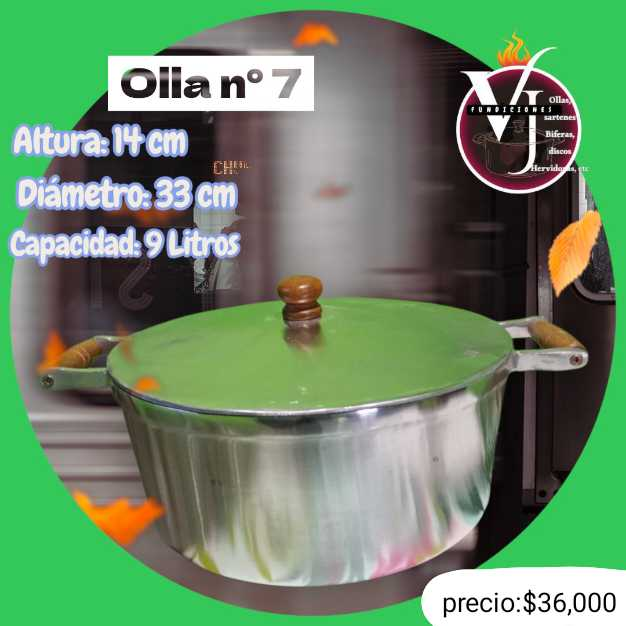 Olla nº 7
Altura: 14 cm
Diámetro: 33 cm
Capacidad: 9 Litros
VJ
FUNDICIONES
Ollas,
sartenes
Biferas,
discos
Hervidoras, etc
precio:$36,000